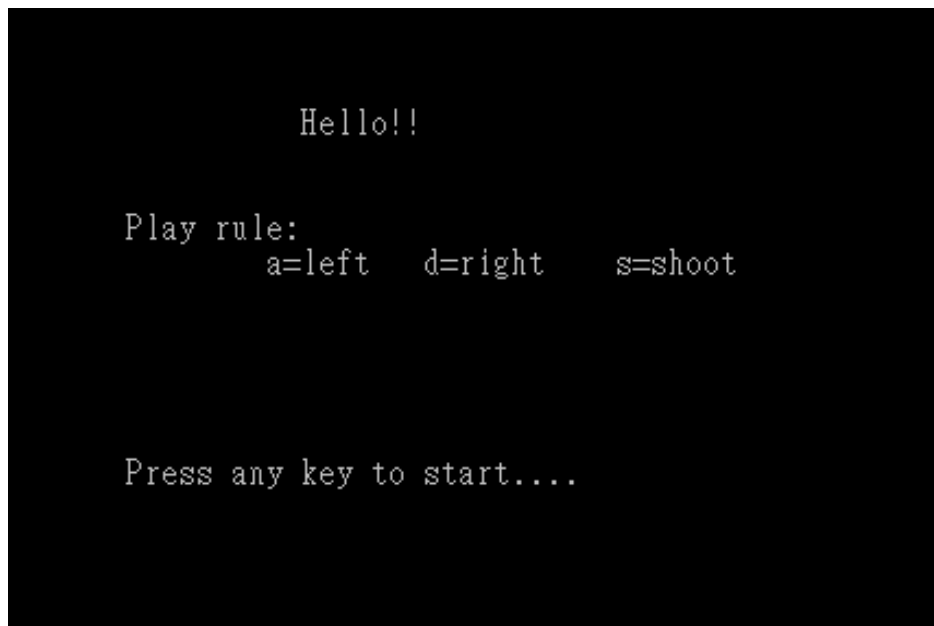 Hello!!
Play rule:
a=left d=right s=shoot
Press any key to start....